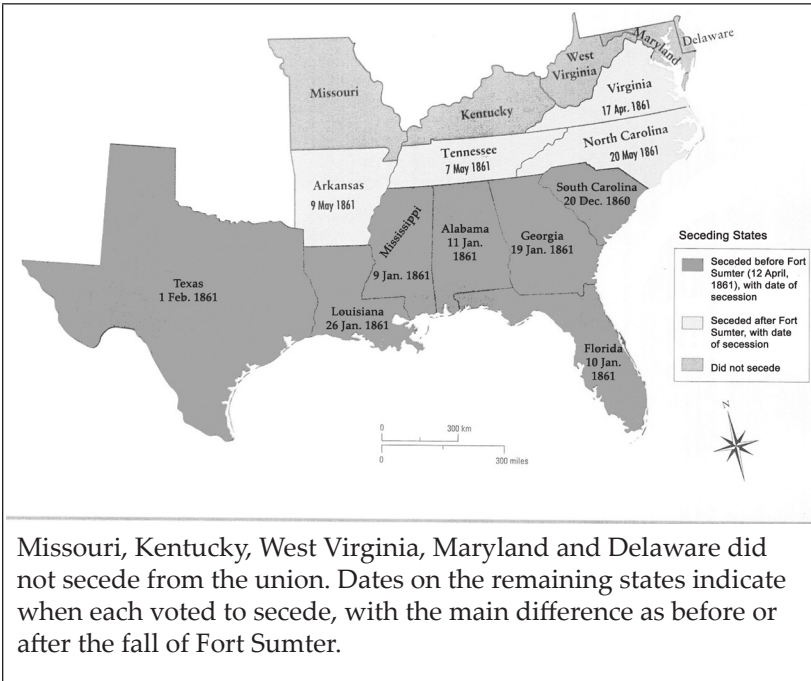 Delaware
Maryland
West
Virginia
Virginia
17 Apr. 1861
Missouri
Kentucky
North Carolina
20 May 1861
Tennessee
7 May 1861
Arkansas
9 May 1861
South Carolina
20 Dec. 1860
Mississippi
9 Jan. 1861
Alabama
11 Jan.
1861
Georgia
19 Jan. 1861
Texas
1 Feb. 1861
Louisiana
26 Jan. 1861
Florida
10 Jan.
1861
Seceding States
Seceded before Fort
Sumter (12 April,
1861), with date of
secession
Seceded after Fort
Sumter, with date
of secession
Did not secede
N
0 300 km
0 300 miles
Missouri, Kentucky, West Virginia, Maryland and Delaware did
not secede from the union. Dates on the remaining states indicate
when each voted to secede, with the main difference as before or
after the fall of Fort Sumter.